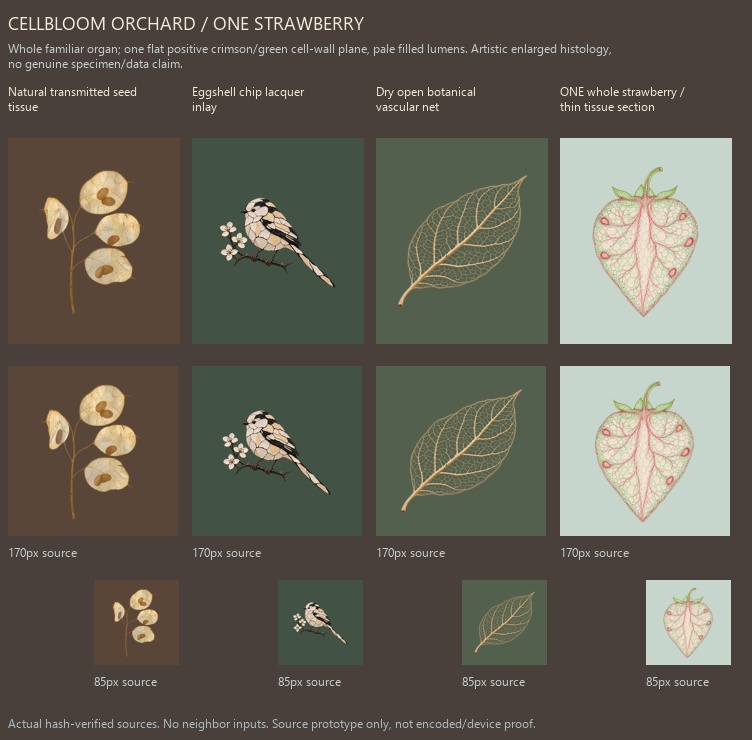 CELLBLOOM ORCHARD / ONE STRAWBERRY
Whole familiar organ; one flat positive crimson/green cell-wall plane, pale filled lumens. Artistic enlarged histology,
no genuine specimen/data claim.
Natural transmitted seed
tissue
Eggshell chip lacquer
inlay
Dry open botanical
vascular net
ONE whole strawberry /
thin tissue section
170px source
170px source
170px source
170px source
85px source
85px source
85px source
85px source
Actual hash-verified sources. No neighbor inputs. Source prototype only, not encoded/device proof.